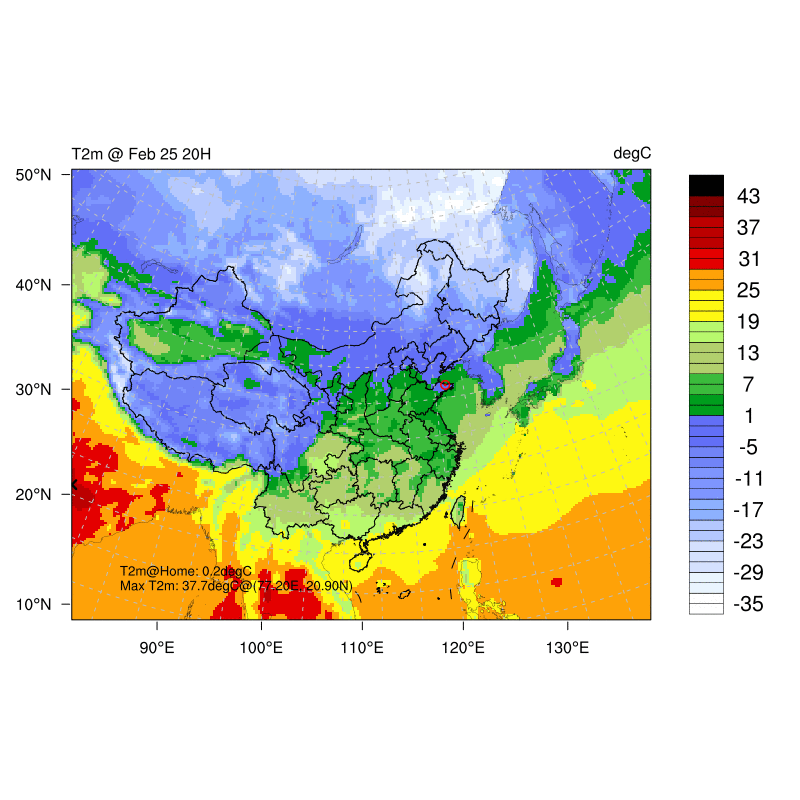 T2m @ Feb 25 20H
degC
50°N
40°N
30°N
20°N
10°N
90°E
100°E
110°E
120°E
130°E
T2m@Home: 0.2degC
Max T2m: 37.7degC@(77.20E, 20.90N)
43
37
31
25
19
13
7
1
-5
-11
-17
-23
-29
-35